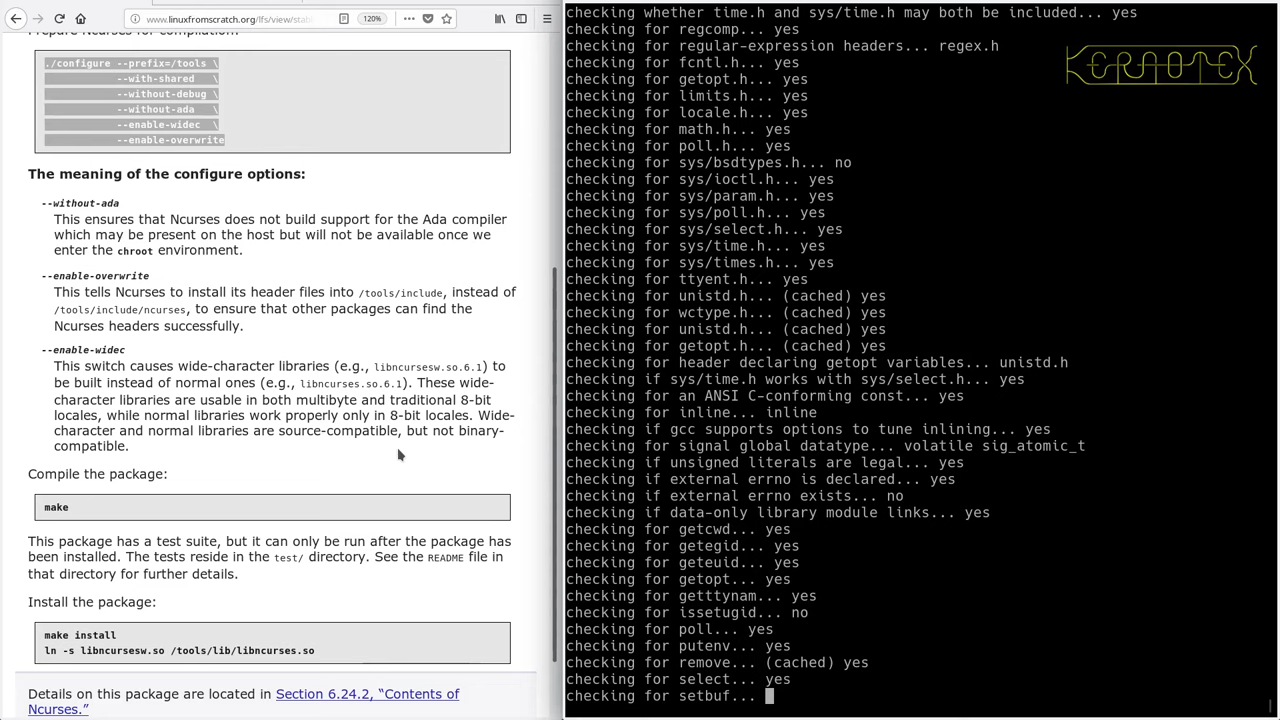 www.linuxfromscratch.org/lfs/view/stab
120%
Prepare Ncurses for compilation:
./configure --prefix=/tools \
--with-shared \
--without-debug \
--without-ada \
--enable-widec \
--enable-overwrite
The meaning of the configure options:
--without-ada
This ensures that Ncurses does not build support for the Ada compiler
which may be present on the host but will not be available once we
enter the chroot environment.
--enable-overwrite
This tells Ncurses to install its header files into /tools/include, instead of
/tools/include/ncurses, to ensure that other packages can find the
Ncurses headers successfully.
--enable-widec
This switch causes wide-character libraries (e.g., libncursesw.so.6.1) to
be built instead of normal ones (e.g., libncurses.so.6.1). These wide-
character libraries are usable in both multibyte and traditional 8-bit
locales, while normal libraries work properly only in 8-bit locales. Wide-
character and normal libraries are source-compatible, but not binary-
compatible.
Compile the package:
make
This package has a test suite, but it can only be run after the package has
been installed. The tests reside in the test/ directory. See the README file in
that directory for further details.
Install the package:
make install
ln -s libncursesw.so /tools/lib/libncurses.so
Details on this package are located in Section 6.24.2, “Contents of
Ncurses.”
checking whether time.h and sys/time.h may both be included... yes
checking for regcomp... yes
checking for regular-expression headers... regex.h
checking for fcntl.h... yes
checking for getopt.h... yes
checking for limits.h... yes
checking for locale.h... yes
checking for math.h... yes
checking for poll.h... yes
checking for sys/bsdtypes.h... no
checking for sys/ioctl.h... yes
checking for sys/param.h... yes
checking for sys/poll.h... yes
checking for sys/select.h... yes
checking for sys/time.h... yes
checking for sys/times.h... yes
checking for ttyent.h... yes
checking for unistd.h... (cached) yes
checking for wctype.h... (cached) yes
checking for unistd.h... (cached) yes
checking for getopt.h... (cached) yes
checking for header declaring getopt variables... unistd.h
checking if sys/time.h works with sys/select.h... yes
checking for an ANSI C-conforming const... yes
checking for inline... inline
checking if gcc supports options to tune inlining... yes
checking for signal global datatype... volatile sig_atomic_t
checking if unsigned literals are legal... yes
checking if external errno is declared... yes
checking if external errno exists... no
checking if data-only library module links... yes
checking for getcwd... yes
checking for getegid... yes
checking for geteuid... yes
checking for getopt... yes
checking for getttynam... yes
checking for issetugid... no
checking for poll... yes
checking for putenv... yes
checking for remove... (cached) yes
checking for select... yes
checking for setbuf...
KERAOTEX